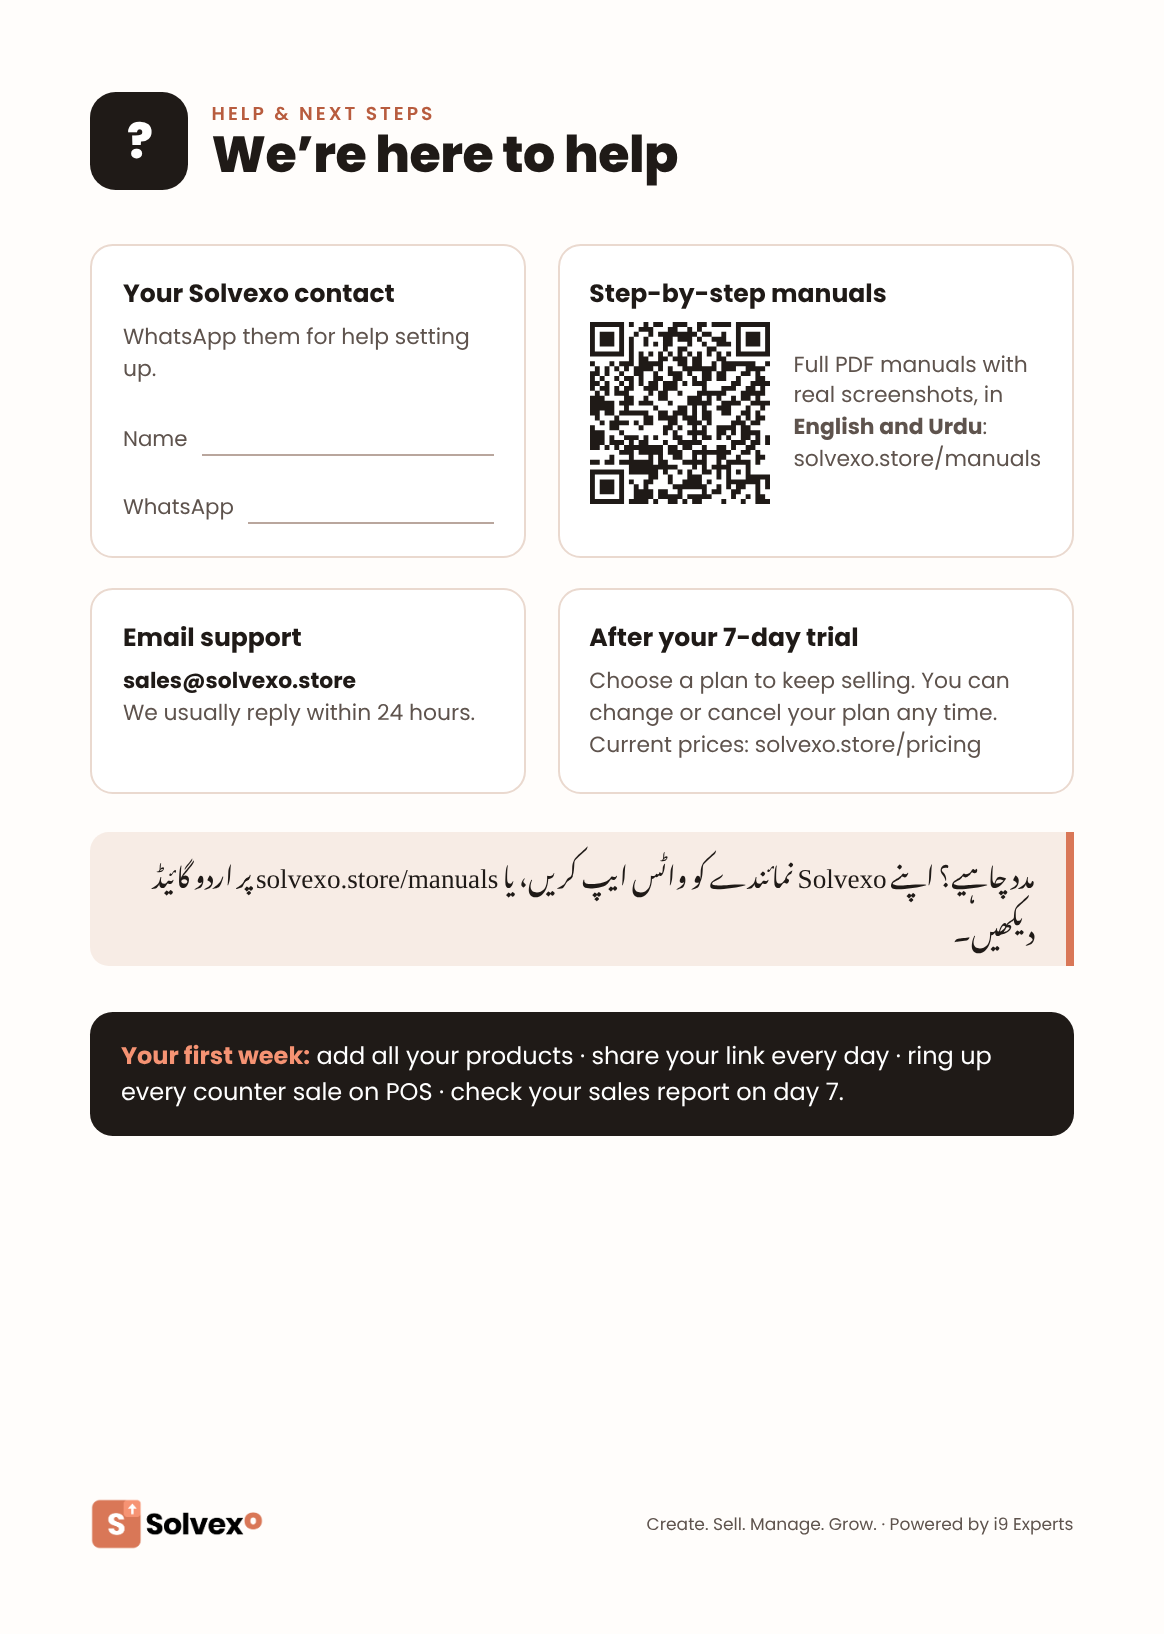 ?
HELP & NEXT STEPS
We’re here to help
Your Solvexo contact
WhatsApp them for help setting
up.
Name
WhatsApp
Step-by-step manuals
Full PDF manuals with
real screenshots, in
English and Urdu:
solvexo.store/manuals
Email support
sales@solvexo.store
We usually reply within 24 hours.
After your 7-day trial
Choose a plan to keep selling. You can
change or cancel your plan any time.
Current prices: solvexo.store/pricing
مدد چاہیے؟ اپنے Solvexo نمائندے کو واٹس ایپ کریں، یا solvexo.store/manuals پر اردو گائیڈ
دیکھیں۔
Your first week: add all your products · share your link every day · ring up
every counter sale on POS · check your sales report on day 7.
S Solvexo
Create. Sell. Manage. Grow. · Powered by i9 Experts